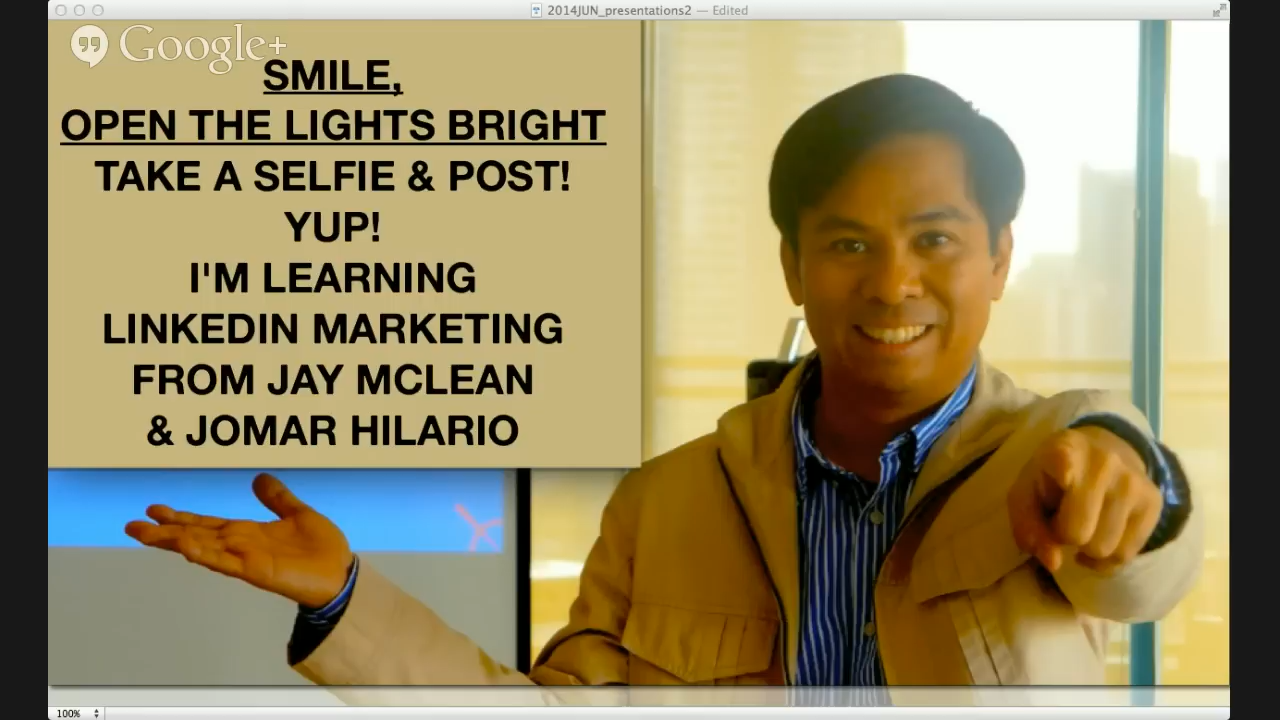 2014JUN_presentations2 — Edited
Google+
SMILE,
OPEN THE LIGHTS BRIGHT
TAKE A SELFIE & POST!
YUP!
I'M LEARNING
LINKEDIN MARKETING
FROM JAY MCLEAN
& JOMAR HILARIO
100%